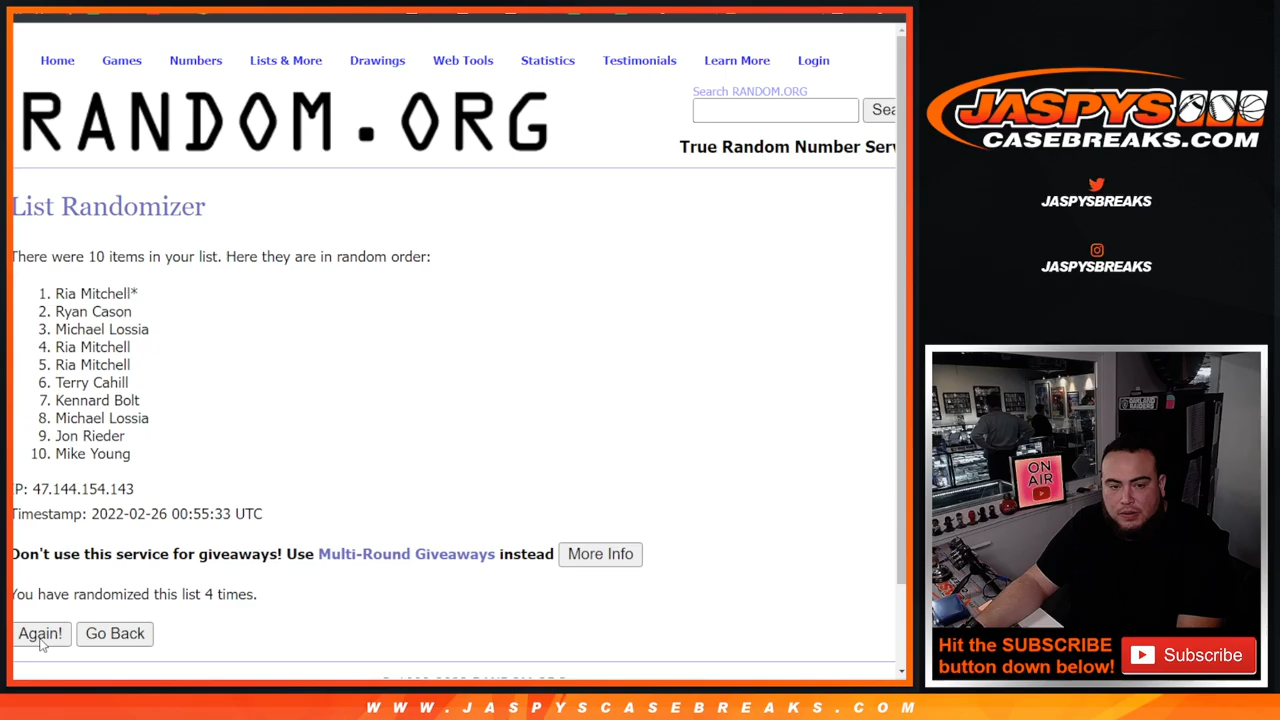 Home Games Numbers Lists & More Drawings Web Tools Statistics Testimonials Learn More Login
RANDOM.ORG
Search RANDOM.ORG
Sea
True Random Number Serv
List Randomizer
There were 10 items in your list. Here they are in random order:
1. Ria Mitchell*
2. Ryan Cason
3. Michael Lossia
4. Ria Mitchell
5. Ria Mitchell
6. Terry Cahill
7. Kennard Bolt
8. Michael Lossia
9. Jon Rieder
10. Mike Young
IP: 47.144.154.143
Timestamp: 2022-02-26 00:55:33 UTC
Don't use this service for giveaways! Use Multi-Round Giveaways instead More Info
You have randomized this list 4 times.
Again! Go Back
JASPYS
CASEBREAKS.COM
JASPYSBREAKS
JASPYSBREAKS
OAKLAND
RAIDERS
ON
AIR
Hit the SUBSCRIBE
button down below!
Subscribe
WWW.JASPYSCASEBREAKS.COM